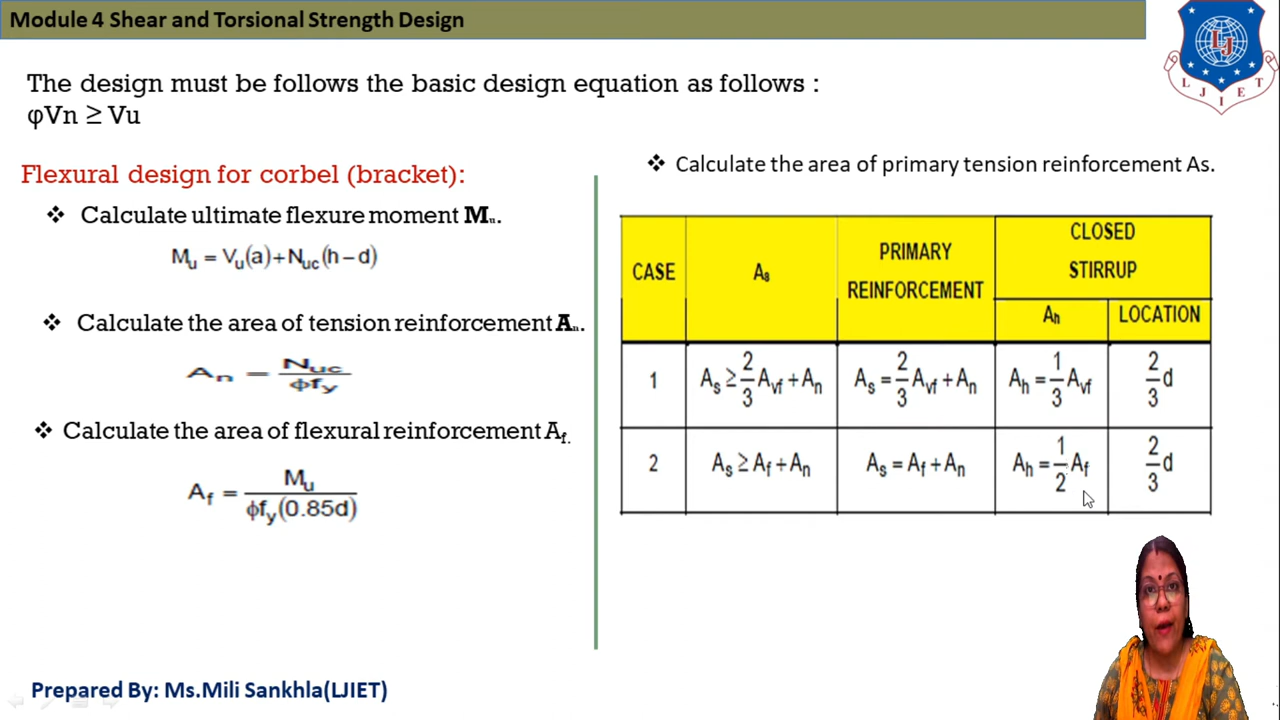 Module 4 Shear and Torsional Strength Design
LJ
L J I E T
The design must be follows the basic design equation as follows :
φVn ≥ Vu
Flexural design for corbel (bracket):
❖ Calculate ultimate flexure moment Mu.
Mu = Vu(a)+Nuc(h–d)
❖ Calculate the area of tension reinforcement An.
An = Nuc / ϕfy
❖ Calculate the area of flexural reinforcement Af.
Af = Mu / ϕfy(0.85d)
❖ Calculate the area of primary tension reinforcement As.
CASE As PRIMARY REINFORCEMENT CLOSED STIRRUP
Ah LOCATION
1 As ≥ 2/3 Avf + An As = 2/3 Avf + An Ah = 1/3 Avf 2/3 d
2 As ≥ Af + An As = Af + An Ah = 1/2 Af 2/3 d
Prepared By: Ms.Mili Sankhla(LJIET)